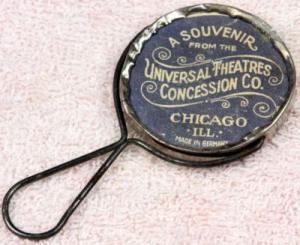 A SOUVENIR
FROM THE
UNIVERSAL THEATRES
CONCESSION CO.
CHICAGO
ILL.
MADE IN GERMANY